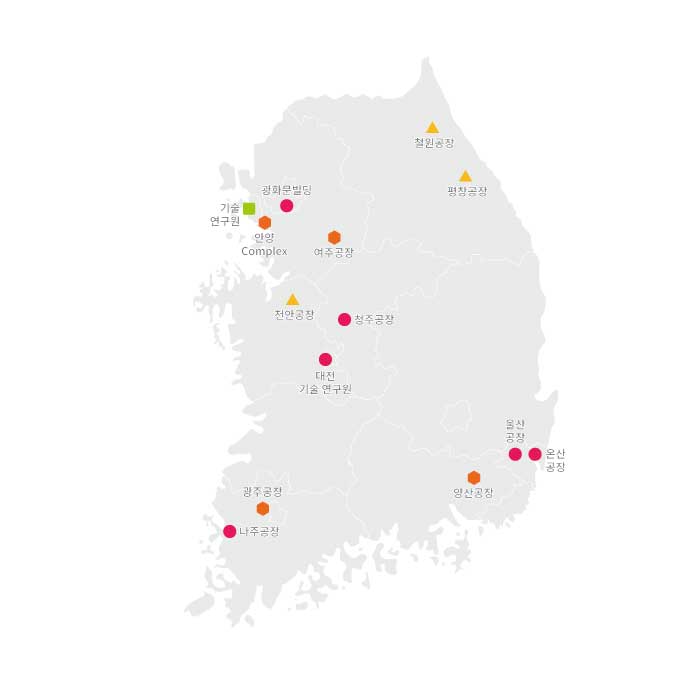 철원공장
평창공장
광화문빌딩
기술
연구원
안양
Complex
여주공장
천안공장
청주공장
대전
기술 연구원
울산
공장
온산
공장
양산공장
광주공장
나주공장